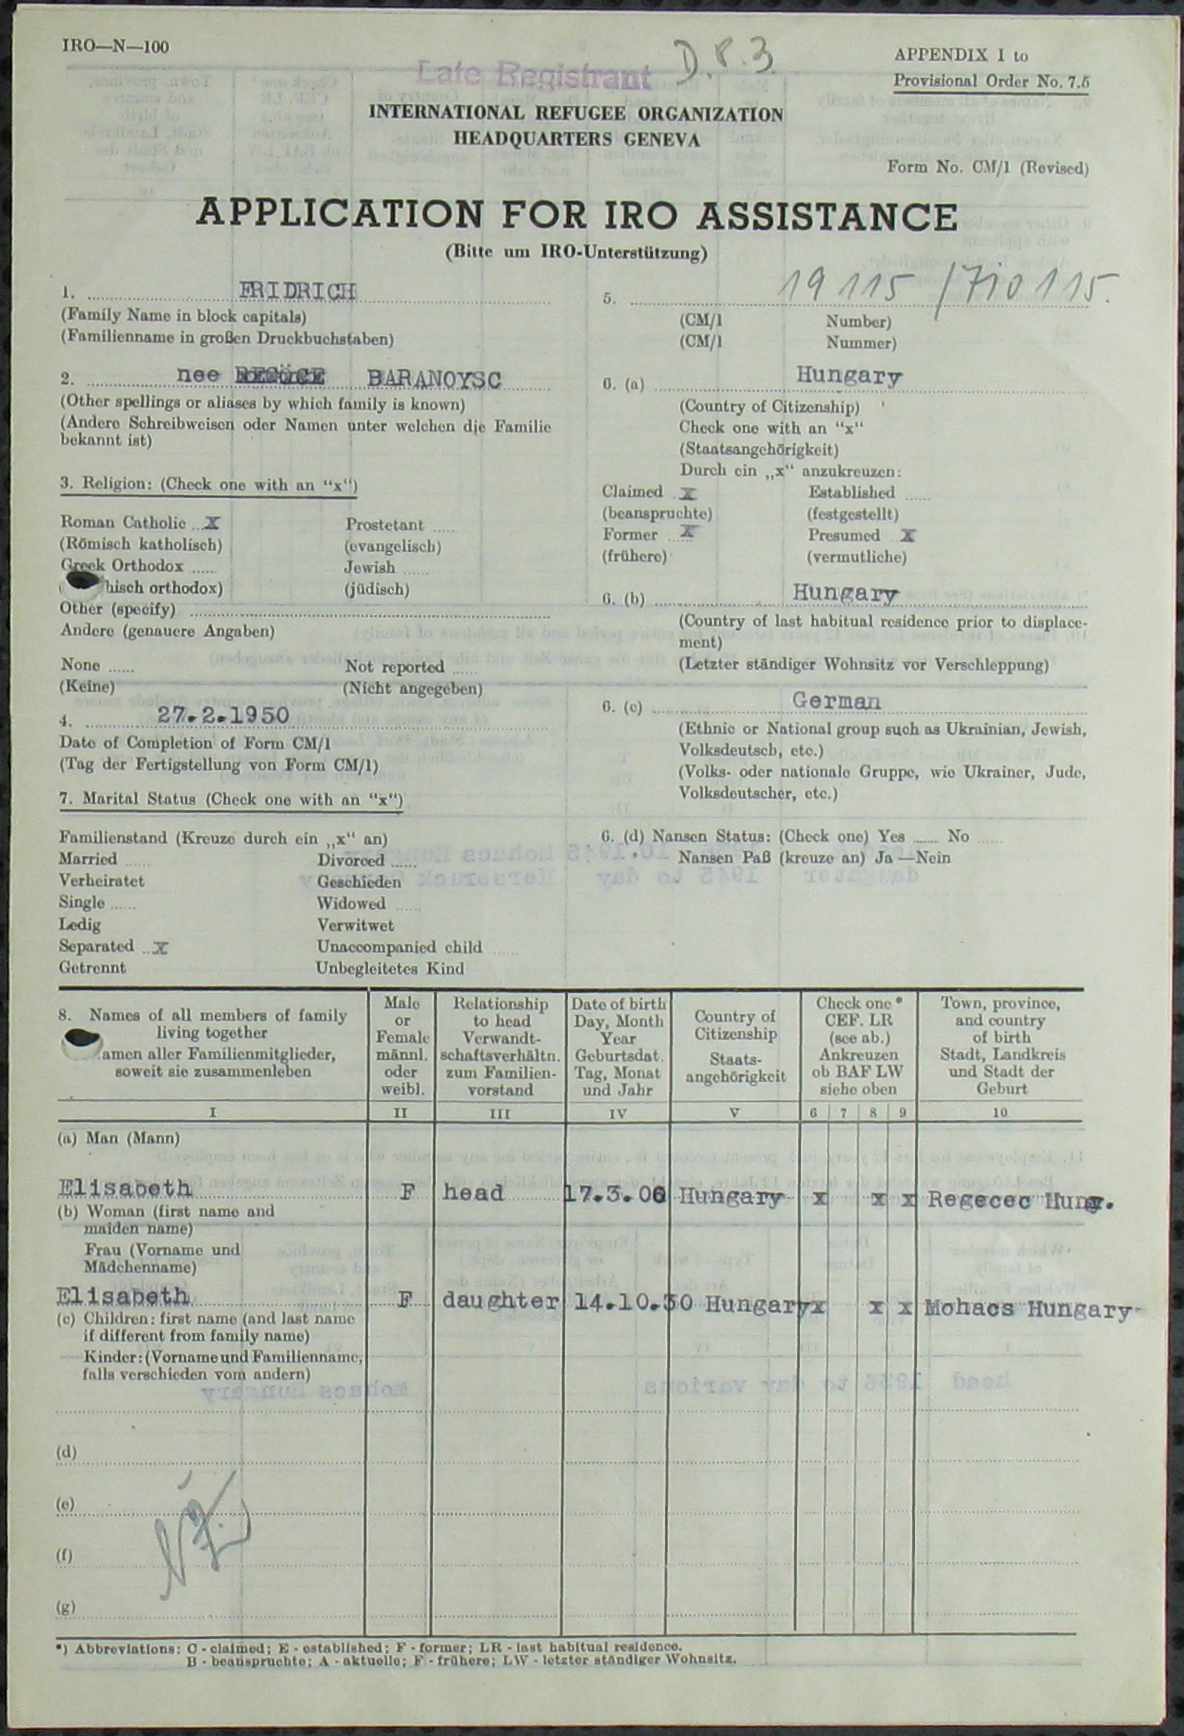 IRO—N—100
Late Registrant D.8.3
APPENDIX I to
Provisional Order No. 7.5
INTERNATIONAL REFUGEE ORGANIZATION
HEADQUARTERS GENEVA
Form No. CM/1 (Revised)
APPLICATION FOR IRO ASSISTANCE
(Bitte um IRO-Unterstützung)
1. FRIDRICH
(Family Name in block capitals)
(Familienname in großen Druckbuchstaben)
5. 19115 / 710115.
(CM/1 Number)
(CM/1 Nummer)
2. nee BARANOYSC
(Other spellings or aliases by which family is known)
(Andere Schreibweisen oder Namen unter welchen die Familie
bekannt ist)
6. (a) Hungary
(Country of Citizenship)
Check one with an “x“
(Staatsangehörigkeit)
Durch ein „x“ anzukreuzen:
Claimed x Established
(beanspruchte) (festgestellt)
Former x Presumed x
(frühere) (vermutliche)
3. Religion: (Check one with an “x“)
Roman Catholic x Prostetant
(Römisch katholisch) (evangelisch)
Greek Orthodox Jewish
hisch orthodox) (jüdisch)
Other (specify)
Andere (genauere Angaben)
None Not reported
(Keine) (Nicht angegeben)
6. (b) Hungary
(Country of last habitual residence prior to displace-
ment)
(Letzter ständiger Wohnsitz vor Verschleppung)
4. 27.2.1950
Date of Completion of Form CM/1
(Tag der Fertigstellung von Form CM/1)
6. (c) German
(Ethnic or National group such as Ukrainian, Jewish,
Volksdeutsch, etc.)
(Volks- oder nationale Gruppe, wie Ukrainer, Jude,
Volksdeutscher, etc.)
7. Marital Status (Check one with an “x“)
Familienstand (Kreuze durch ein „x“ an)
Married Divorced
Verheiratet Geschieden
Single Widowed
Ledig Verwitwet
Separated x Unaccompanied child
Getrennt Unbegleitetes Kind
6. (d) Nansen Status: (Check one) Yes No
Nansen Paß (kreuze an) Ja —Nein
8. Names of all members of family
living together
amen aller Familienmitglieder,
soweit sie zusammenleben
Male
or
Female
männl.
oder
weibl.
Relationship
to head
Verwandt-
schaftsverhältn.
zum Familien-
vorstand
Date of birth
Day, Month
Year
Geburtsdat.
Tag, Monat
und Jahr
Country of
Citizenship
Staats-
angehörigkeit
Check one *
CEF. LR
(see ab.)
Ankreuzen
ob BAF LW
siehe oben
Town, province,
and country
of birth
Stadt, Landkreis
und Stadt der
Geburt
I II III IV V 6 7 8 9 10
(a) Man (Mann)
Elisabeth F head 17.3.06 Hungary x x x Regecec Hung.
(b) Woman (first name and
maiden name)
Frau (Vorname und
Mädchenname)
Elisabeth F daughter 14.10.30 Hungary x x x Mohacs Hungary
(c) Children: first name (and last name
if different from family name)
Kinder: (Vorname und Familienname,
falls verschieden vom andern)
(d)
(e)
(f)
(g)
*) Abbreviations: C - claimed; E - established; F - former; LR - last habitual residence.
B - beanspruchte; A - aktuelle; F - frühere; LW - letzter ständiger Wohnsitz.